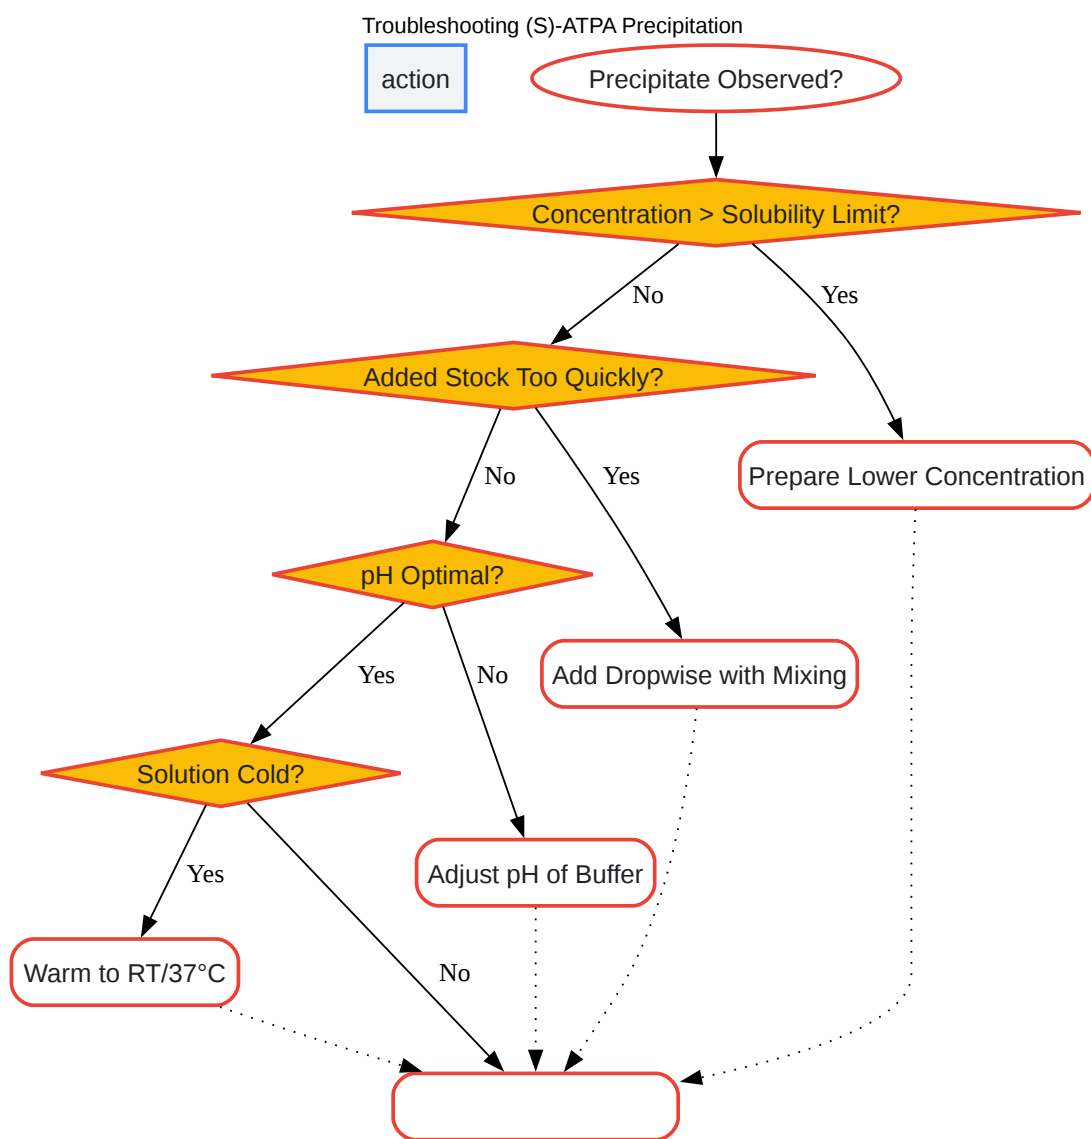 Troubleshooting (S)-ATPA Precipitation
action
Precipitate Observed?
Concentration > Solubility Limit?
No
Yes
Added Stock Too Quickly?
No
Yes
Prepare Lower Concentration
pH Optimal?
Yes
No
Add Dropwise with Mixing
Solution Cold?
Yes
Adjust pH of Buffer
Warm to RT/37°C
No